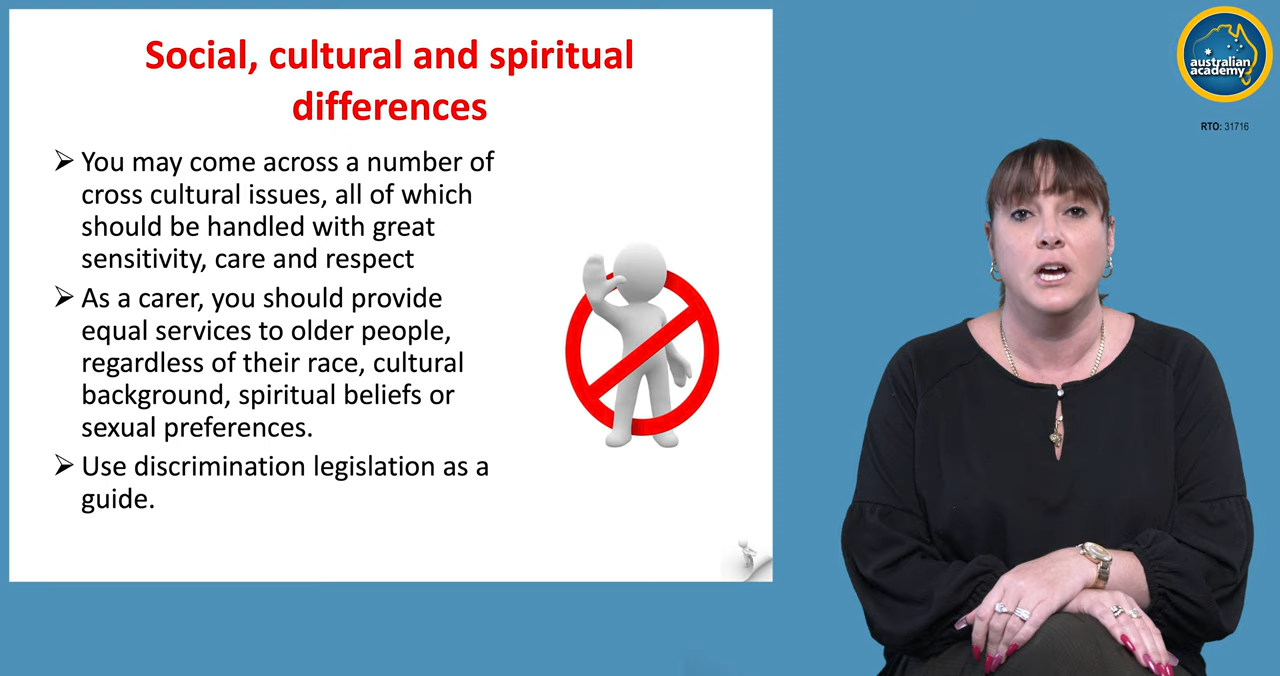 Social, cultural and spiritual
differences
➢ You may come across a number of
cross cultural issues, all of which
should be handled with great
sensitivity, care and respect
➢ As a carer, you should provide
equal services to older people,
regardless of their race, cultural
background, spiritual beliefs or
sexual preferences.
➢ Use discrimination legislation as a
guide.
australian
academy
RTO: 31716